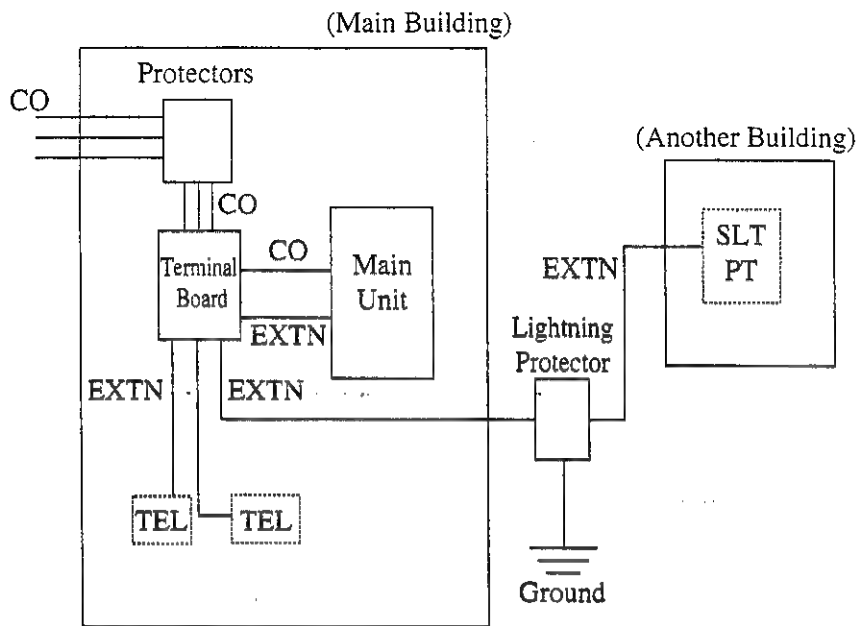 (Main Building)
Protectors
CO
(Another Building)
CO
SLT
PT
CO
Terminal
Board
Main
Unit
EXTN
EXTN
Lightning
Protector
EXTN
EXTN
TEL
TEL
Ground